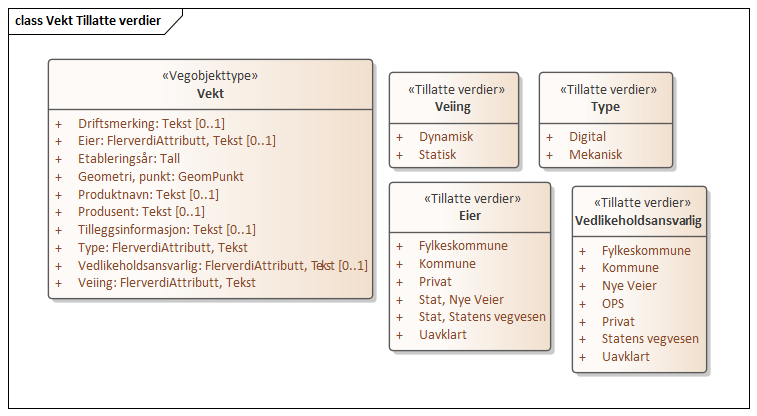 class Vekt Tillatte verdier
«Vegobjekttype»
Vekt
+ Driftsmerking: Tekst [0..1]
+ Eier: FlerverdiAttributt, Tekst [0..1]
+ Etableringsår: Tall
+ Geometri, punkt: GeomPunkt
+ Produktnavn: Tekst [0..1]
+ Produsent: Tekst [0..1]
+ Tilleggsinformasjon: Tekst [0..1]
+ Type: FlerverdiAttributt, Tekst
+ Vedlikeholdsansvarlig: FlerverdiAttributt, Tekst [0..1]
+ Veiing: FlerverdiAttributt, Tekst
«Tillatte verdier»
Veiing
+ Dynamisk
+ Statisk
«Tillatte verdier»
Type
+ Digital
+ Mekanisk
«Tillatte verdier»
Eier
+ Fylkeskommune
+ Kommune
+ Privat
+ Stat, Nye Veier
+ Stat, Statens vegvesen
+ Uavklart
«Tillatte verdier»
Vedlikeholdsansvarlig
+ Fylkeskommune
+ Kommune
+ Nye Veier
+ OPS
+ Privat
+ Statens vegvesen
+ Uavklart